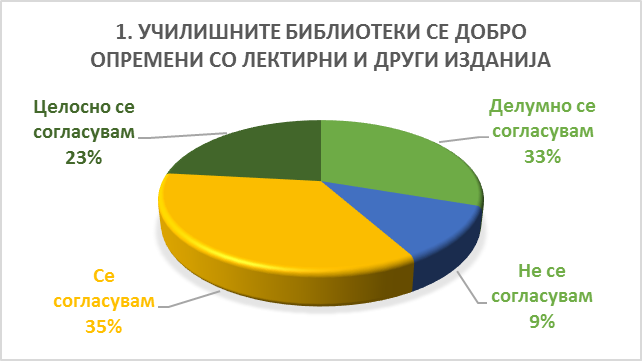 1. УЧИЛИШНИТЕ БИБЛИОТЕКИ СЕ ДОБРО
ОПРЕМЕНИ СО ЛЕКТИРНИ И ДРУГИ ИЗДАНИЈА
Целосно се
согласувам
23%
Делумно се
согласувам
33%
Се
согласувам
35%
Не се
согласувам
9%